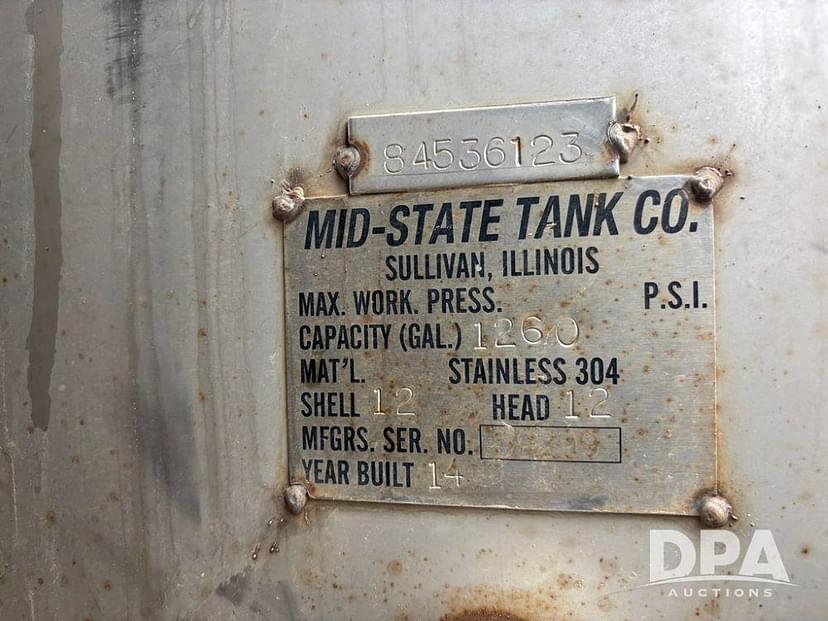 84536123
MID-STATE TANK CO.
SULLIVAN, ILLINOIS
MAX. WORK. PRESS. P.S.I.
CAPACITY (GAL.) 1260
MAT'L. STAINLESS 304
SHELL 12 HEAD 12
MFGRS. SER. NO.
YEAR BUILT 14
DPA
AUCTIONS